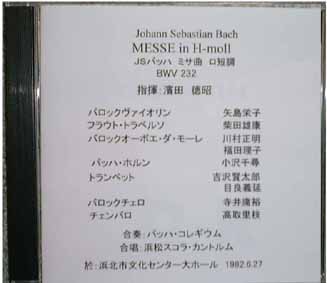 Johann Sebastian Bach
MESSE in H-moll
JSバッハ ミサ曲 ロ短調
BWV 232
指揮:濱田 徳昭
バロックヴァイオリン 矢島栄子
フラウト・トラベルソ 柴田雄康
バロックオーボエ・ダ・モーレ 川村正明
福田理子
バッハ・ホルン 小沢千尋
トランペット 吉沢賢太郎
目良義延
バロックチェロ 寺井庸裕
チェンバロ 高取里枝
合奏:バッハ・コレギウム
合唱:浜松スコラ・カントルム
於:浜北市文化センター大ホール 1982.6.27